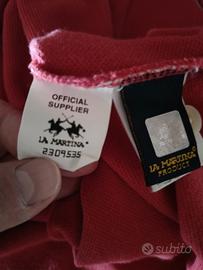 OFFICIAL
SUPPLIER
LA MARTINA
2309535
LA MARTINA
PRODUCT
subito